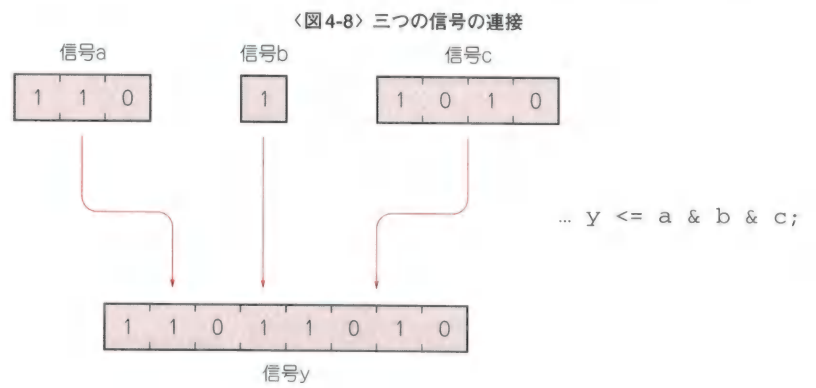 〈図4-8〉三つの信号の連接
信号a 信号b 信号c
1 1 0 1 1 0 1 0
… y <= a & b & c;
1 1 0 1 1 0 1 0
信号y